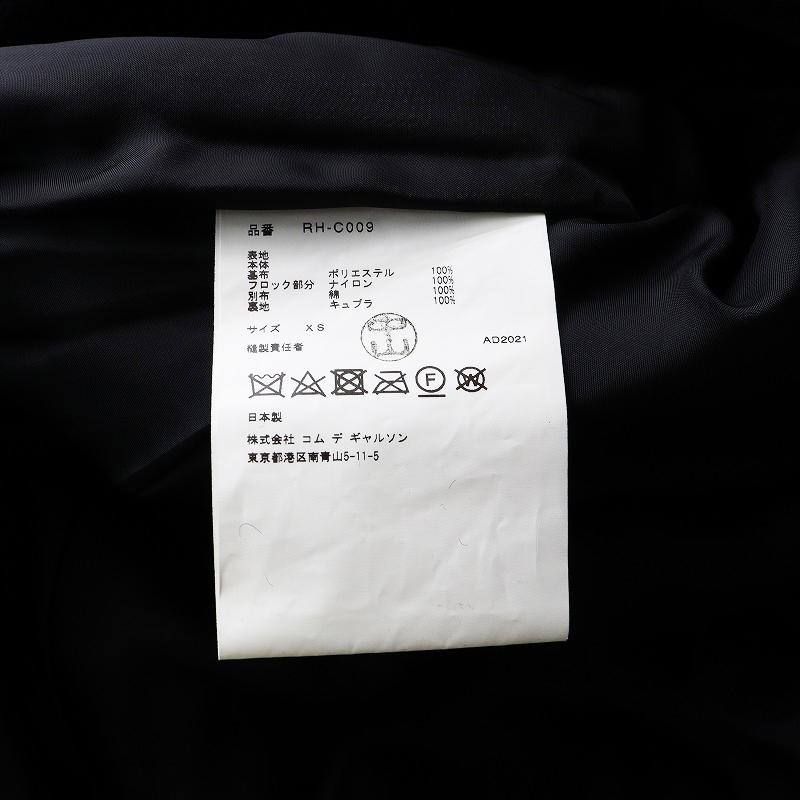 品番 RH-C009
表地
本体
基布 ポリエステル 100%
フロック部分 ナイロン 100%
別布 綿 100%
裏地 キュプラ 100%
サイズ XS
縫製責任者
AD2021
F W
日本製
株式会社 コム デ ギャルソン
東京都港区南青山5-11-5